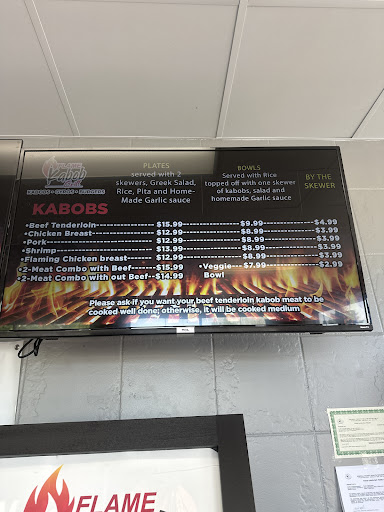 FLAME
Kabob
KABOBS • GYROS • BURGERS
PLATES
served with 2
skewers, Greek Salad,
Rice, Pita and Home-
Made Garlic sauce
BOWLS
Served with Rice
topped off with one skewer
of kabobs, salad and
homemade Garlic sauce
BY THE
SKEWER
KABOBS
•Beef Tenderloin $15.99 $9.99 $4.99
•Chicken Breast $12.99 $8.99 $3.99
•Pork $12.99 $8.99 $3.99
•Shrimp $13.99 $8.99 $3.99
•Flaming Chicken breast $12.99 $8.99 $3.99
•2-Meat Combo with Beef $15.99 •Veggie $7.99 $2.99
•2-Meat Combo with out Beef $14.99 Bowl
Please ask if you want your beef tenderloin kabob meat to be
cooked well done; otherwise, it will be cooked medium
FLAME